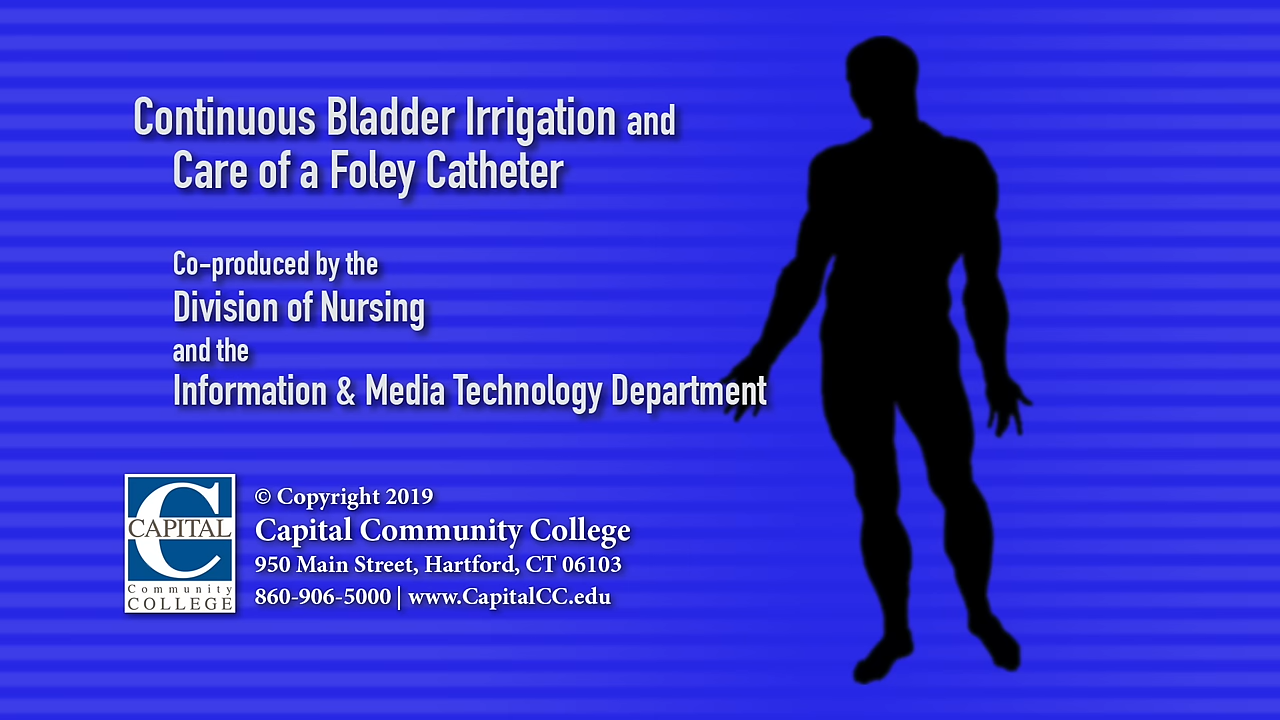 Continuous Bladder Irrigation and
Care of a Foley Catheter
Co-produced by the
Division of Nursing
and the
Information & Media Technology Department
CAPITAL
Community
COLLEGE
© Copyright 2019
Capital Community College
950 Main Street, Hartford, CT 06103
860-906-5000 | www.CapitalCC.edu